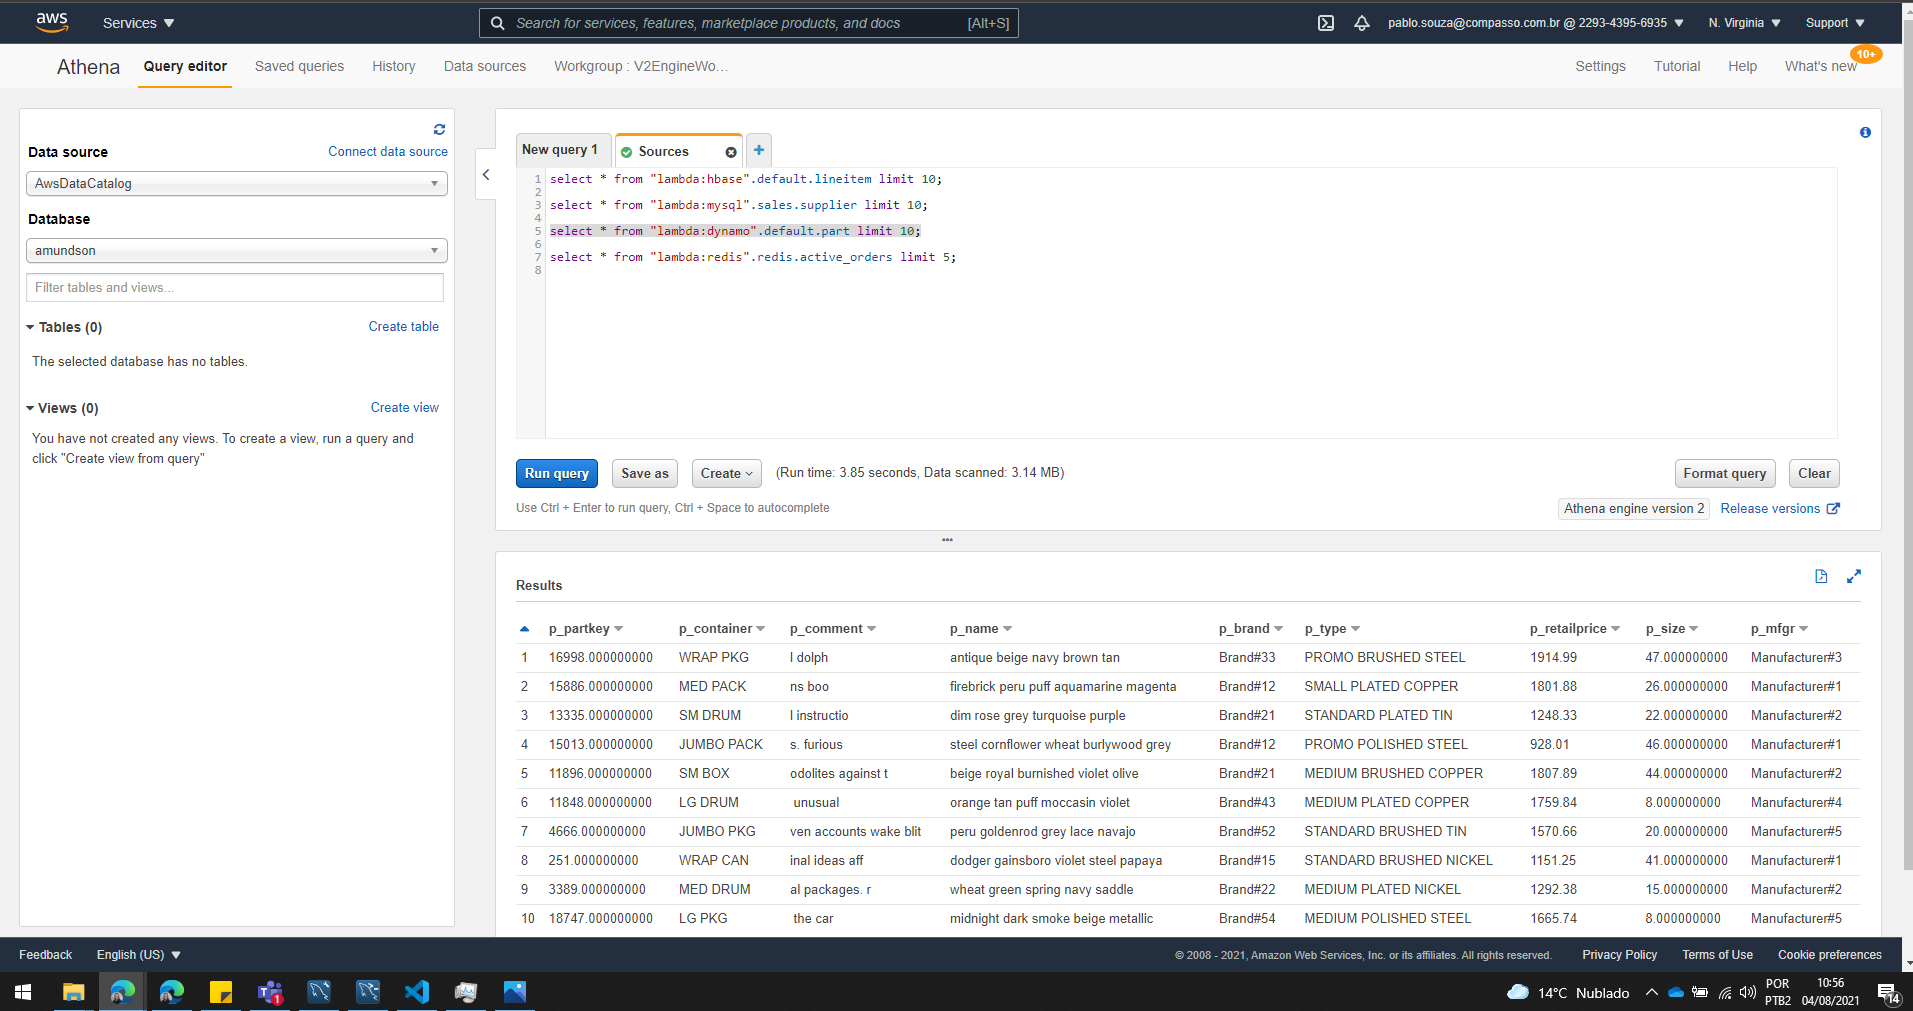 aws Services Search for services, features, marketplace products, and docs [Alt+S] pablo.souza@compasso.com.br @ 2293-4395-6935 N. Virginia Support
Athena Query editor Saved queries History Data sources Workgroup : V2EngineWo… Settings Tutorial Help What's new 10+
Data source Connect data source
AwsDataCatalog
Database
amundson
Filter tables and views...
Tables (0) Create table
The selected database has no tables.
Views (0) Create view
You have not created any views. To create a view, run a query and
click "Create view from query"
New query 1 Sources
1 select * from "lambda:hbase".default.lineitem limit 10;
2
3 select * from "lambda:mysql".sales.supplier limit 10;
4
5 select * from "lambda:dynamo".default.part limit 10;
6
7 select * from "lambda:redis".redis.active_orders limit 5;
8
Run query Save as Create (Run time: 3.85 seconds, Data scanned: 3.14 MB) Format query Clear
Use Ctrl + Enter to run query, Ctrl + Space to autocomplete Athena engine version 2 Release versions
Results
p_partkey p_container p_comment p_name p_brand p_type p_retailprice p_size p_mfgr
1 16998.000000000 WRAP PKG l dolph antique beige navy brown tan Brand#33 PROMO BRUSHED STEEL 1914.99 47.000000000 Manufacturer#3
2 15886.000000000 MED PACK ns boo firebrick peru puff aquamarine magenta Brand#12 SMALL PLATED COPPER 1801.88 26.000000000 Manufacturer#1
3 13335.000000000 SM DRUM l instructio dim rose grey turquoise purple Brand#21 STANDARD PLATED TIN 1248.33 22.000000000 Manufacturer#2
4 15013.000000000 JUMBO PACK s. furious steel cornflower wheat burlywood grey Brand#12 PROMO POLISHED STEEL 928.01 46.000000000 Manufacturer#1
5 11896.000000000 SM BOX odolites against t beige royal burnished violet olive Brand#21 MEDIUM BRUSHED COPPER 1807.89 44.000000000 Manufacturer#2
6 11848.000000000 LG DRUM unusual orange tan puff moccasin violet Brand#43 MEDIUM PLATED COPPER 1759.84 8.000000000 Manufacturer#4
7 4666.000000000 JUMBO PKG ven accounts wake blit peru goldenrod grey lace navajo Brand#52 STANDARD BRUSHED TIN 1570.66 20.000000000 Manufacturer#5
8 251.000000000 WRAP CAN inal ideas aff dodger gainsboro violet steel papaya Brand#15 STANDARD BRUSHED NICKEL 1151.25 41.000000000 Manufacturer#1
9 3389.000000000 MED DRUM al packages. r wheat green spring navy saddle Brand#22 MEDIUM PLATED NICKEL 1292.38 15.000000000 Manufacturer#2
10 18747.000000000 LG PKG the car midnight dark smoke beige metallic Brand#54 MEDIUM POLISHED STEEL 1665.74 8.000000000 Manufacturer#5
Feedback English (US) © 2008 - 2021, Amazon Web Services, Inc. or its affiliates. All rights reserved. Privacy Policy Terms of Use Cookie preferences
1 14°C Nublado POR 10:56
PTB2 04/08/2021 14